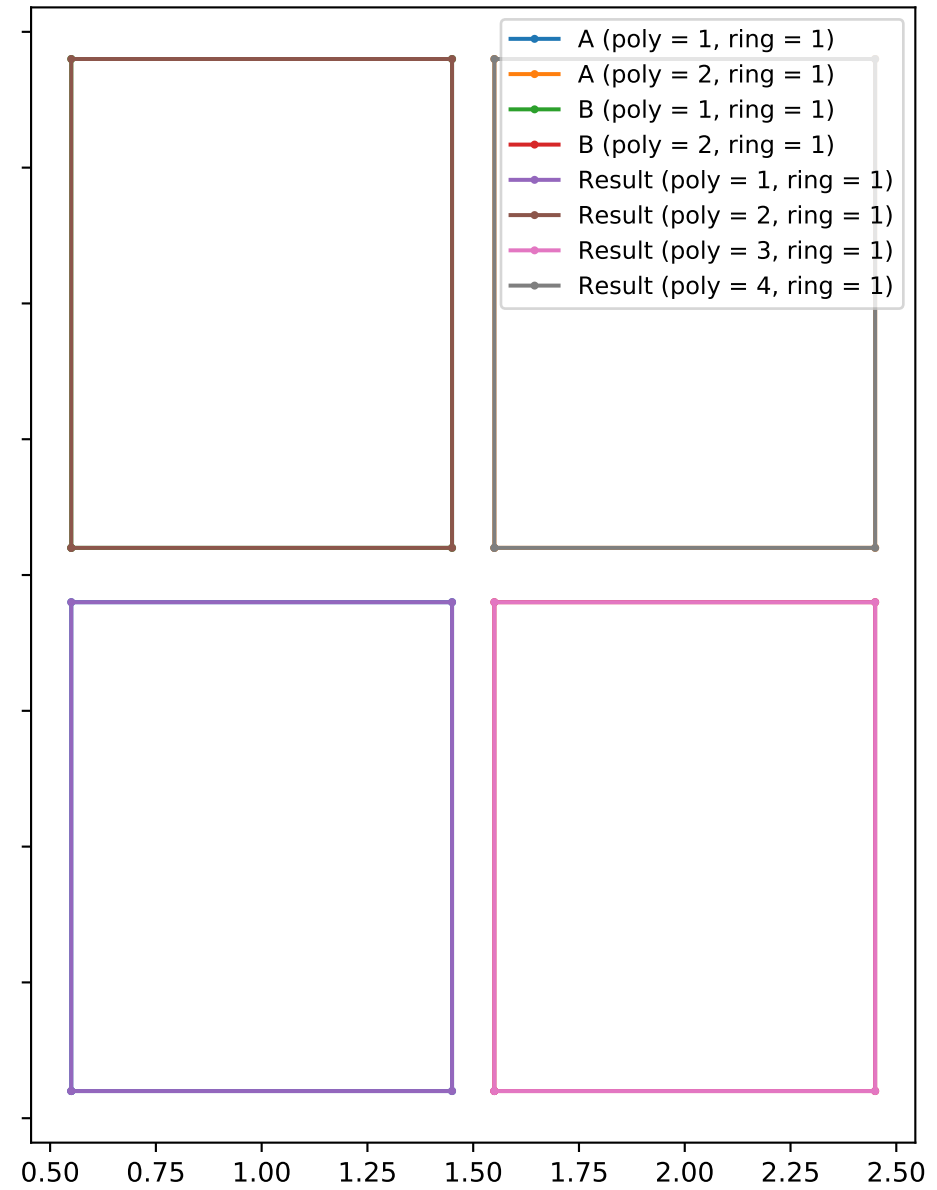 A (poly = 1, ring = 1)
A (poly = 2, ring = 1)
B (poly = 1, ring = 1)
B (poly = 2, ring = 1)
Result (poly = 1, ring = 1)
Result (poly = 2, ring = 1)
Result (poly = 3, ring = 1)
Result (poly = 4, ring = 1)
0.50 0.75 1.00 1.25 1.50 1.75 2.00 2.25 2.50